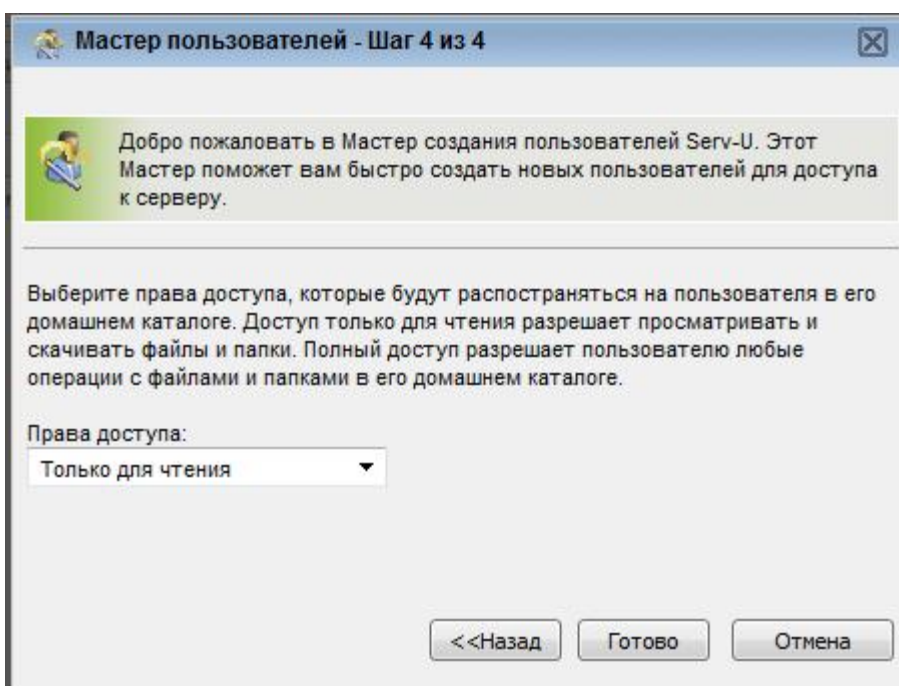 Мастер пользователей - Шаг 4 из 4
Добро пожаловать в Мастер создания пользователей Serv-U. Этот
Мастер поможет вам быстро создать новых пользователей для доступа
к серверу.
Выберите права доступа, которые будут распостраняться на пользователя в его
домашнем каталоге. Доступ только для чтения разрешает просматривать и
скачивать файлы и папки. Полный доступ разрешает пользователю любые
операции с файлами и папками в его домашнем каталоге.
Права доступа:
Только для чтения
<<Назад Готово Отмена